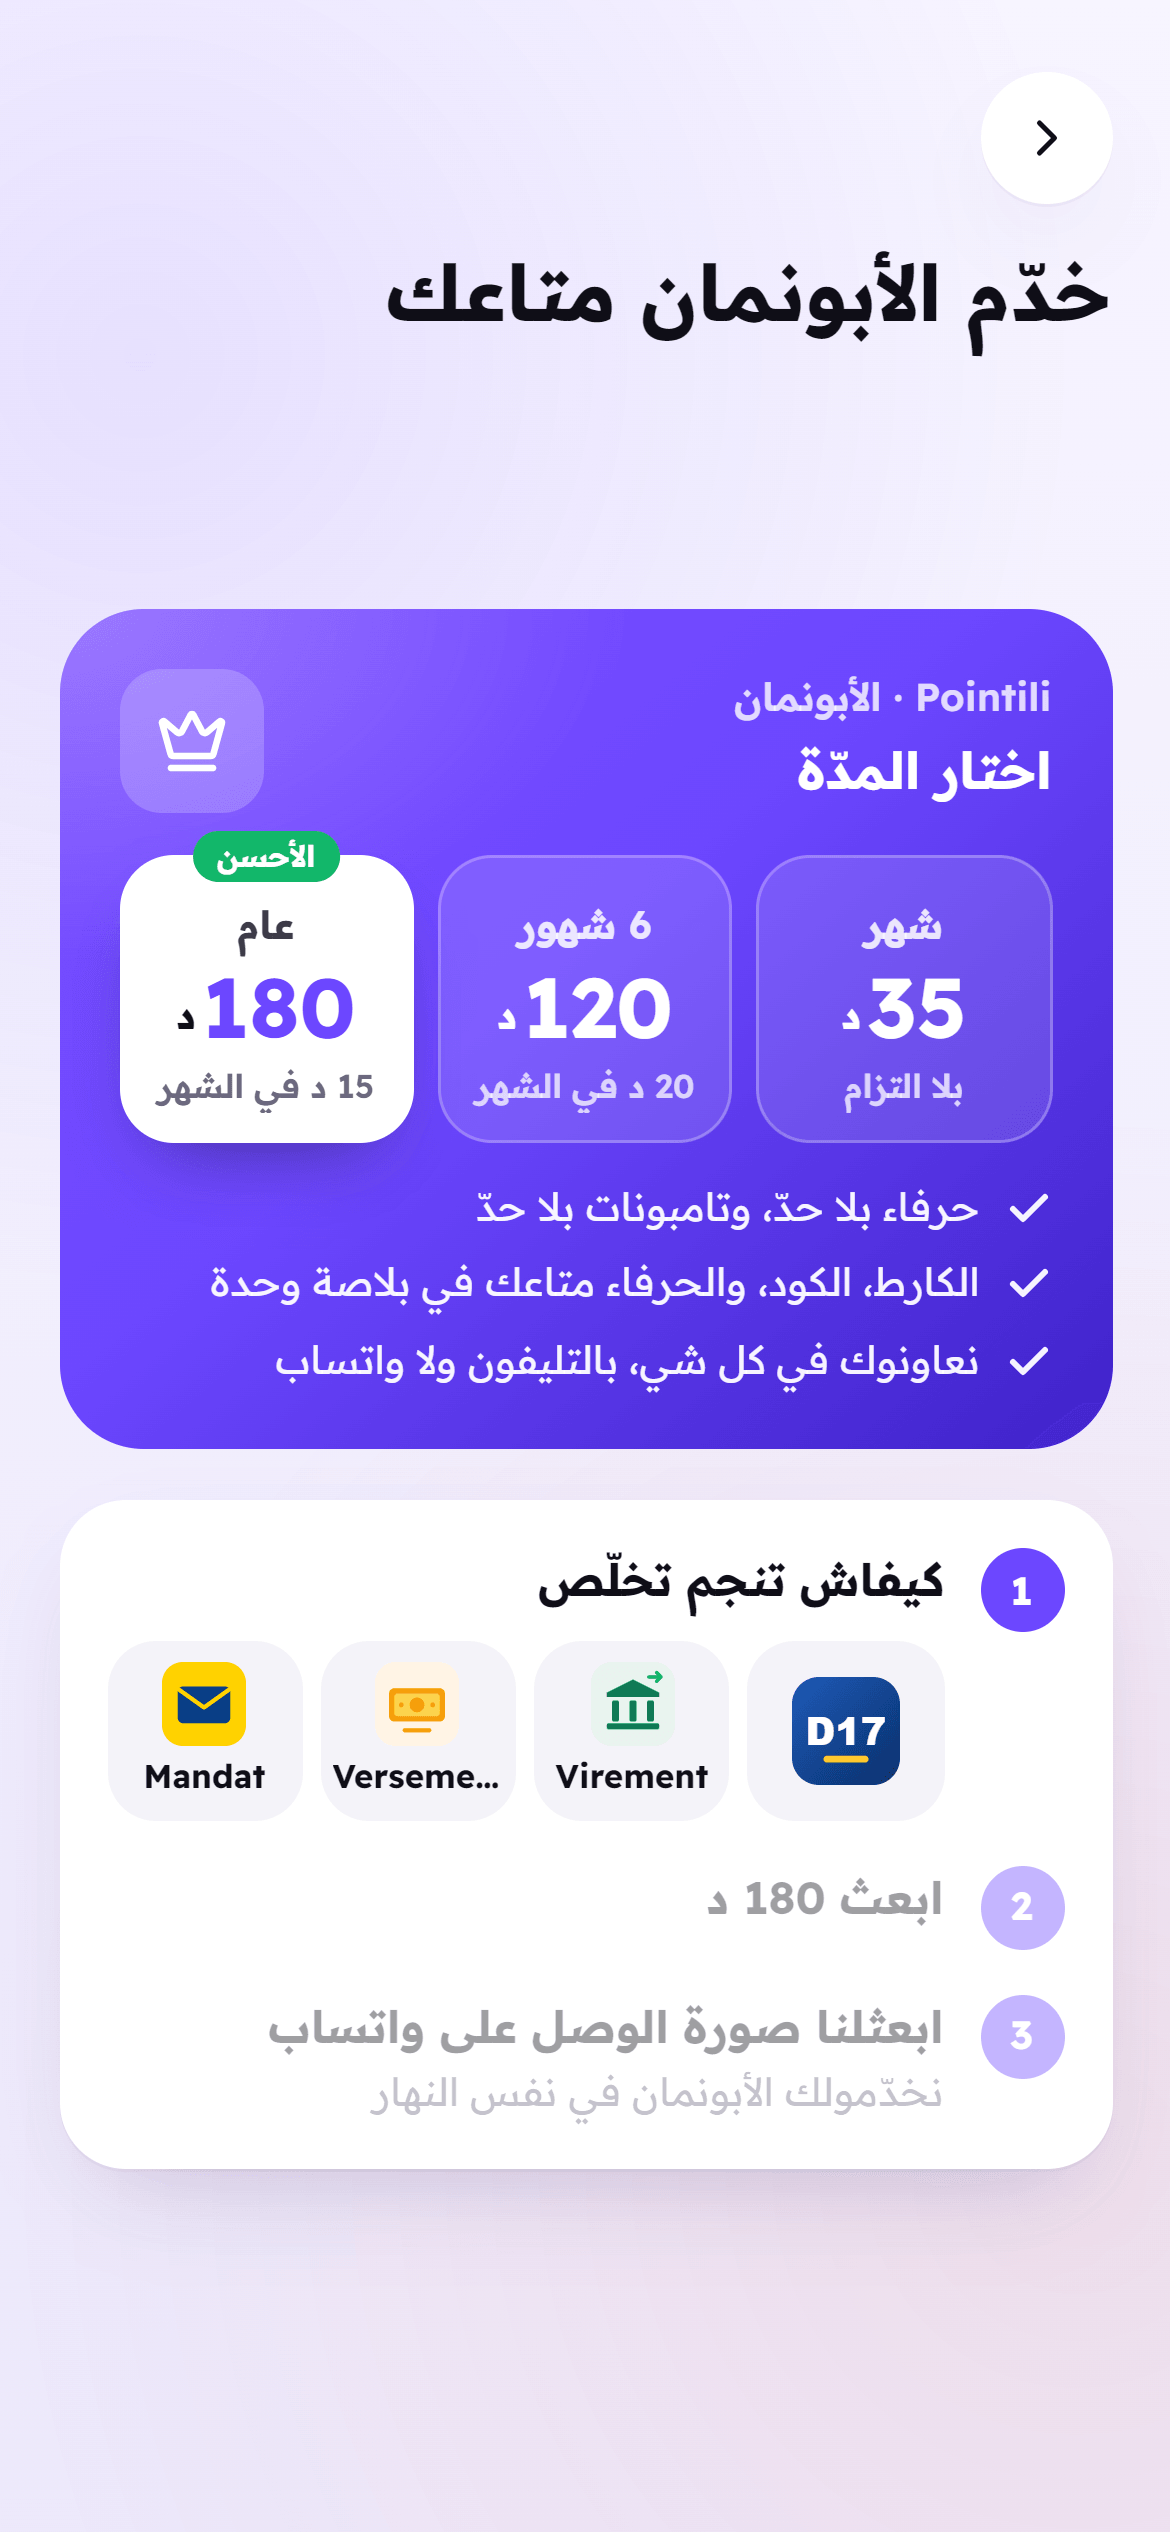 خدّم الأبونمان متاعك
Pointili · الأبونمان
اختار المدّة
شهر
35 د
بلا التزام
6 شهور
120 د
20 د في الشهر
الأحسن
عام
180 د
15 د في الشهر
حرفاء بلا حدّ، وتامبونات بلا حدّ
الكارط، الكود، والحرفاء متاعك في بلاصة وحدة
نعاونوك في كل شي، بالتليفون ولا واتساب
1
كيفاش تنجم تخلّص
D17
Virement
Verseme...
Mandat
2
ابعث 180 د
3
ابعثلنا صورة الوصل على واتساب
نخدّمولك الأبونمان في نفس النهار